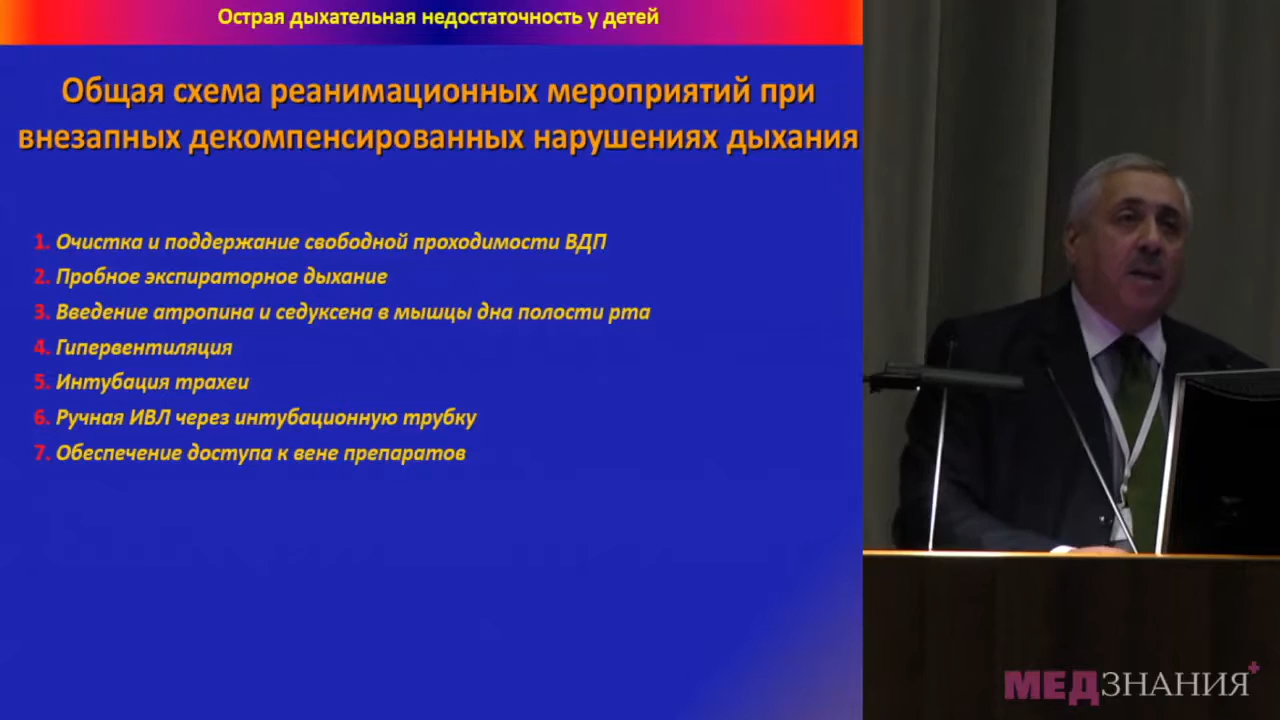 Острая дыхательная недостаточность у детей
Общая схема реанимационных мероприятий при
внезапных декомпенсированных нарушениях дыхания
1. Очистка и поддержание свободной проходимости ВДП
2. Пробное экспираторное дыхание
3. Введение атропина и седуксена в мышцы дна полости рта
4. Гипервентиляция
5. Интубация трахеи
6. Ручная ИВЛ через интубационную трубку
7. Обеспечение доступа к вене препаратов
МЕДЗНАНИЯ+